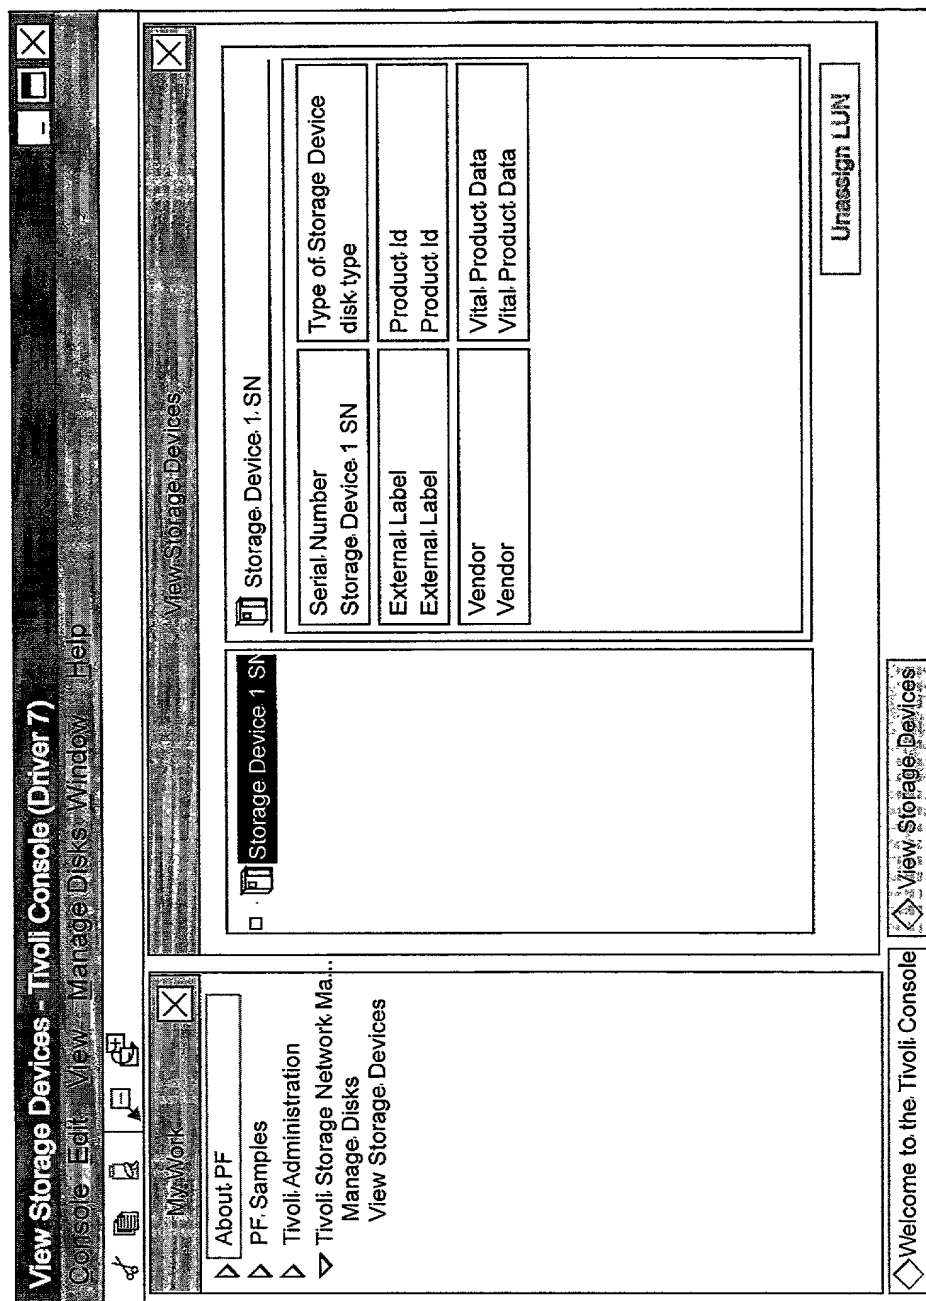 View Storage Devices - Tivoli Console (Driver 7)
Console Edit View Manage Disks Window Help
My Work
About PF
PF Samples
Tivoli Administration
Tivoli Storage Network Ma....
Manage Disks
View Storage Devices
View Storage Devices
Storage Device 1 SN
Storage Device 1 SN
Serial Number
Storage Device 1 SN
Type of Storage Device
disk type
External Label
External Label
Product Id
Product Id
Vendor
Vendor
Vital Product Data
Vital Product Data
Unassign LUN
Welcome to the Tivoli Console
View Storage Devices